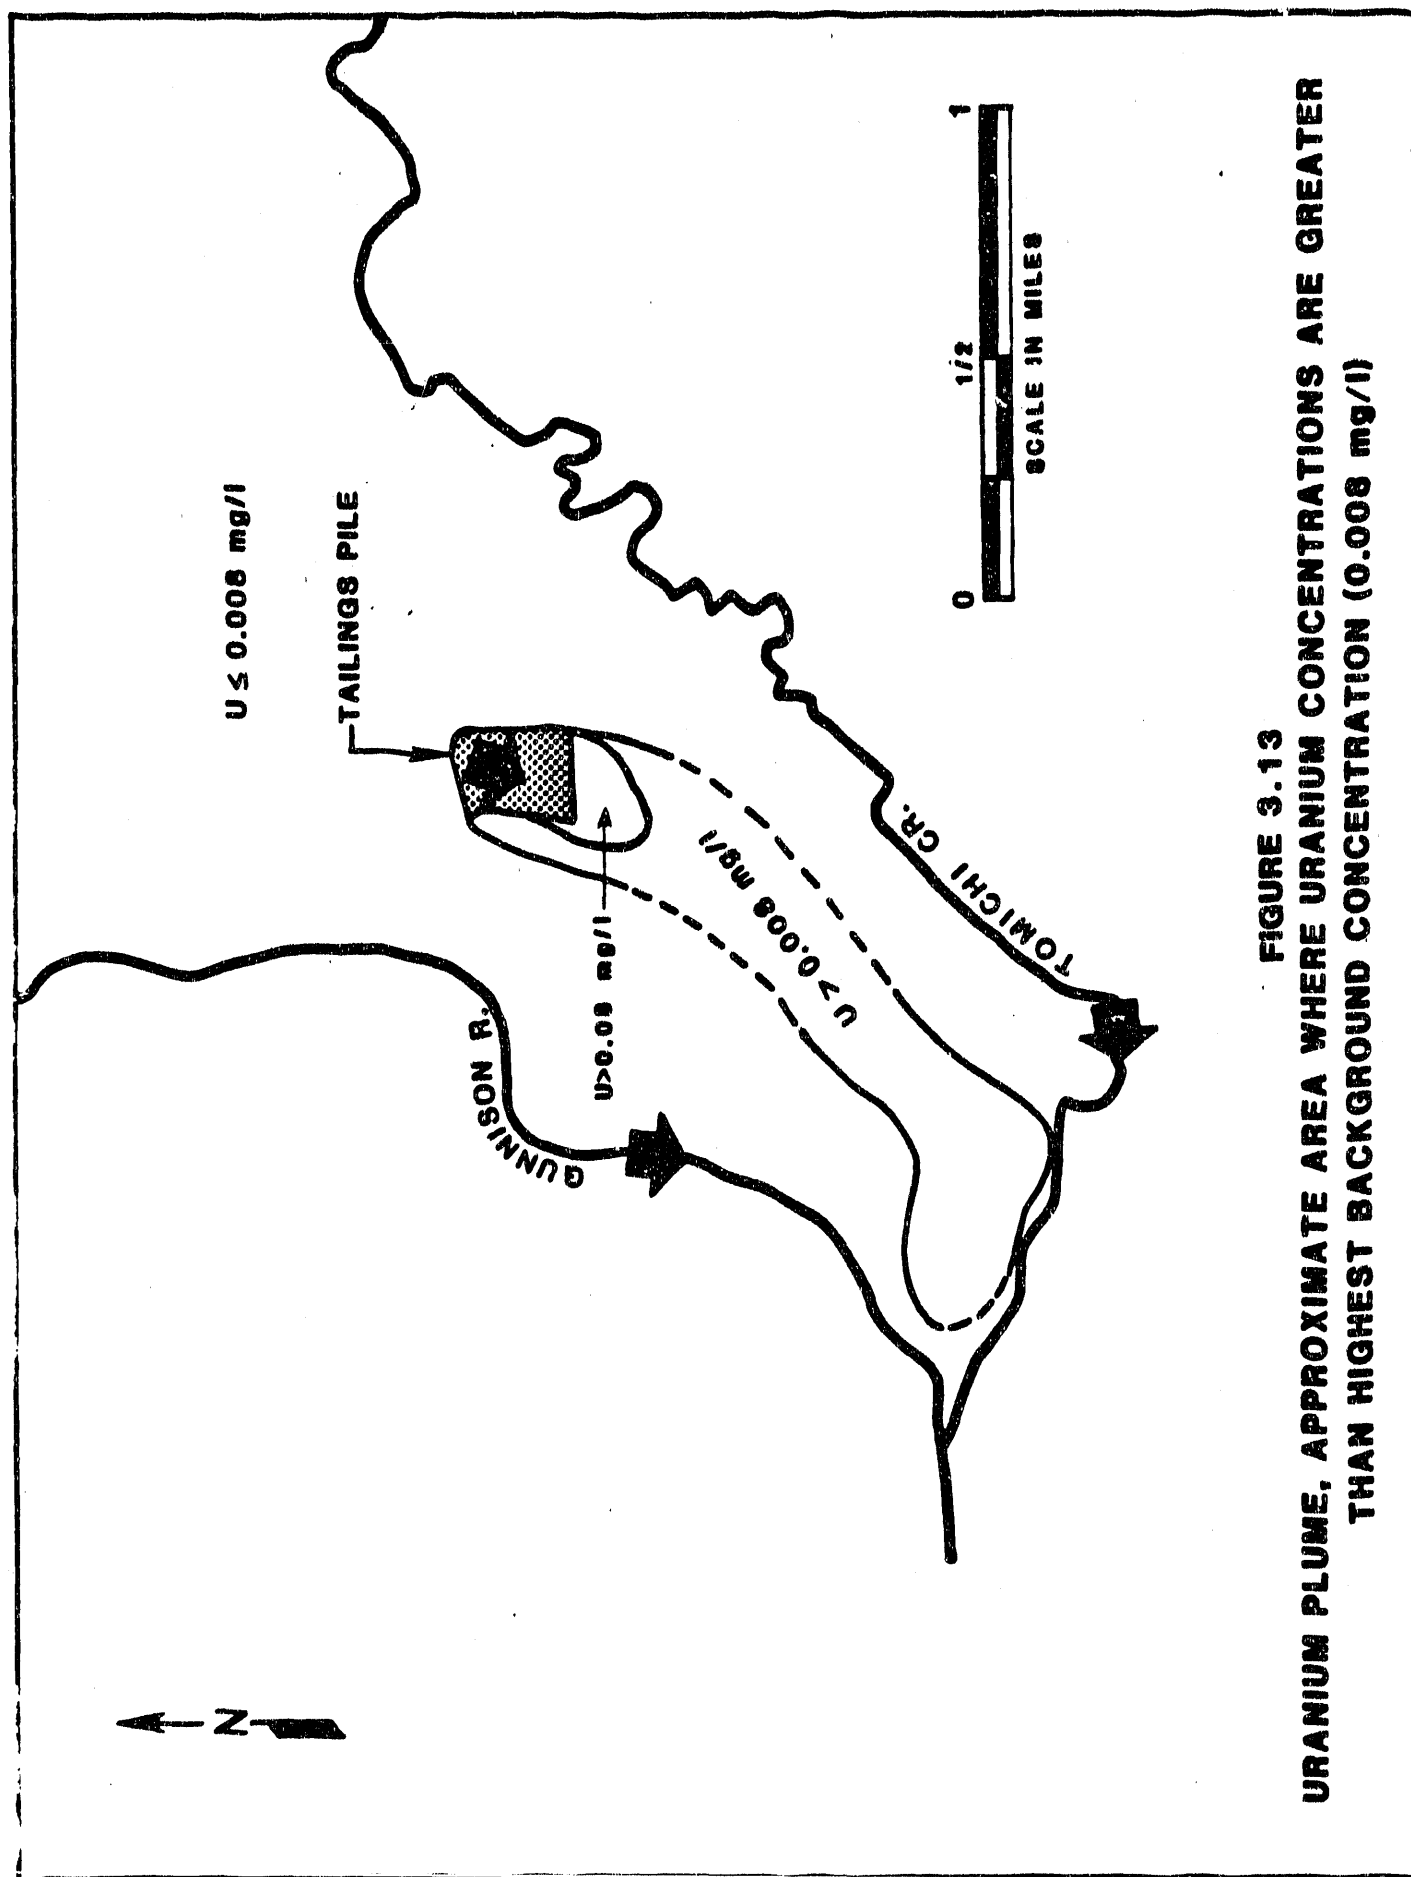 N
U ≤ 0.008 mg/l
TAILINGS PILE
GUNNISON R.
U>0.08 mg/l
U > 0.008 mg/l
TOMICHI CR.
0 1/2 1
SCALE IN MILES
FIGURE 3.13
URANIUM PLUME, APPROXIMATE AREA WHERE URANIUM CONCENTRATIONS ARE GREATER
THAN HIGHEST BACKGROUND CONCENTRATION (0.008 mg/l)